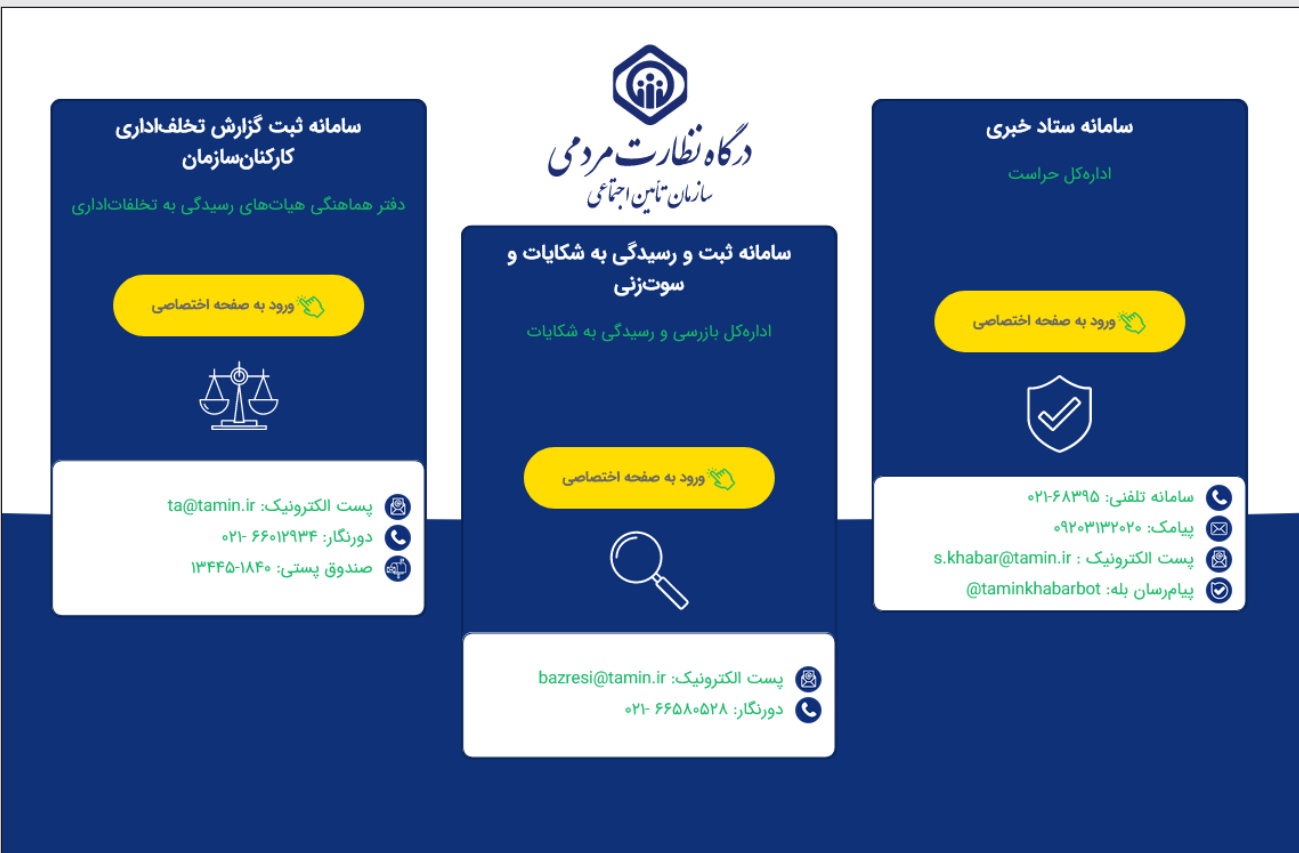 درگاه نظارت مردمی
سازمان تأمین اجتماعی
سامانه ستاد خبری
اداره‌کل حراست
ورود به صفحه اختصاصی
سامانه تلفنی: ۰۲۱-۶۸۳۹۵
پیامک: ۰۹۲۰۳۱۳۲۰۲۰
پست الکترونیک : s.khabar@tamin.ir
پیام‌رسان بله: taminkhabarbot@
سامانه ثبت و رسیدگی به شکایات و
سوت‌زنی
اداره‌کل بازرسی و رسیدگی به شکایات
ورود به صفحه اختصاصی
پست الکترونیک: bazresi@tamin.ir
دورنگار: ۶۶۵۸۰۵۲۸ -۰۲۱
سامانه ثبت گزارش تخلف‌اداری
کارکنان‌سازمان
دفتر هماهنگی هیات‌های رسیدگی به تخلفات‌اداری
ورود به صفحه اختصاصی
پست الکترونیک: ta@tamin.ir
دورنگار: ۶۶۰۱۲۹۳۴ -۰۲۱
صندوق پستی: ۱۸۴۰-۱۳۴۴۵